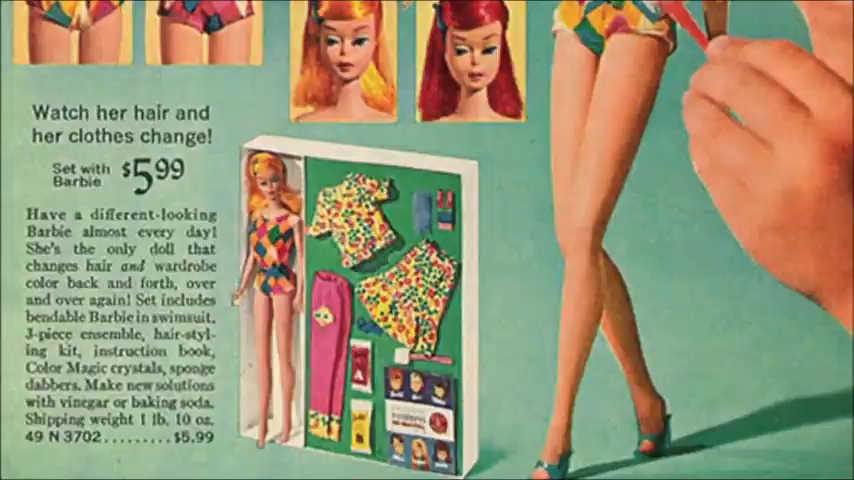 Watch her hair and
her clothes change!
Set with
Barbie $5.99
Have a different-looking
Barbie almost every day!
She's the only doll that
changes hair and wardrobe
color back and forth, over
and over again! Set includes
bendable Barbie in swimsuit,
3-piece ensemble, hair-styl-
ing kit, instruction book,
Color Magic crystals, sponge
dabbers. Make new solutions
with vinegar or baking soda.
Shipping weight 1 lb. 10 oz.
49 N 3702.........$5.99
A
B